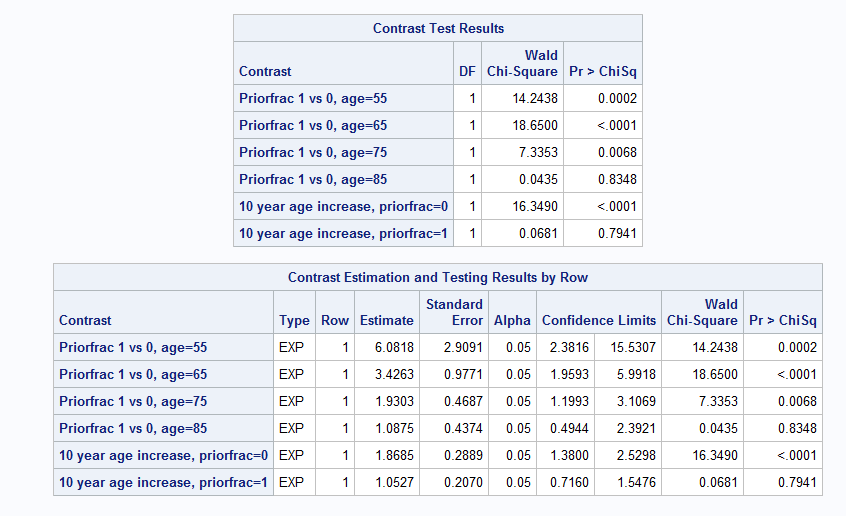 Contrast Test Results
Contrast DF Wald Chi-Square Pr > ChiSq
Priorfrac 1 vs 0, age=55 1 14.2438 0.0002
Priorfrac 1 vs 0, age=65 1 18.6500 <.0001
Priorfrac 1 vs 0, age=75 1 7.3353 0.0068
Priorfrac 1 vs 0, age=85 1 0.0435 0.8348
10 year age increase, priorfrac=0 1 16.3490 <.0001
10 year age increase, priorfrac=1 1 0.0681 0.7941
Contrast Estimation and Testing Results by Row
Contrast Type Row Estimate Standard Error Alpha Confidence Limits Wald Chi-Square Pr > ChiSq
Priorfrac 1 vs 0, age=55 EXP 1 6.0818 2.9091 0.05 2.3816 15.5307 14.2438 0.0002
Priorfrac 1 vs 0, age=65 EXP 1 3.4263 0.9771 0.05 1.9593 5.9918 18.6500 <.0001
Priorfrac 1 vs 0, age=75 EXP 1 1.9303 0.4687 0.05 1.1993 3.1069 7.3353 0.0068
Priorfrac 1 vs 0, age=85 EXP 1 1.0875 0.4374 0.05 0.4944 2.3921 0.0435 0.8348
10 year age increase, priorfrac=0 EXP 1 1.8685 0.2889 0.05 1.3800 2.5298 16.3490 <.0001
10 year age increase, priorfrac=1 EXP 1 1.0527 0.2070 0.05 0.7160 1.5476 0.0681 0.7941